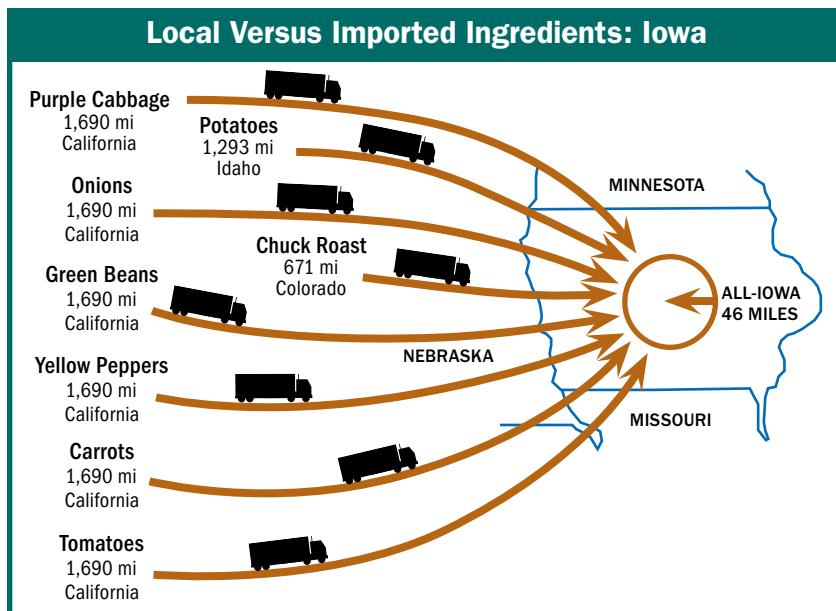 Local Versus Imported Ingredients: Iowa
Purple Cabbage
1,690 mi
California
Potatoes
1,293 mi
Idaho
Onions
1,690 mi
California
Chuck Roast
671 mi
Colorado
Green Beans
1,690 mi
California
Yellow Peppers
1,690 mi
California
Carrots
1,690 mi
California
Tomatoes
1,690 mi
California
MINNESOTA
ALL-IOWA
46 MILES
NEBRASKA
MISSOURI